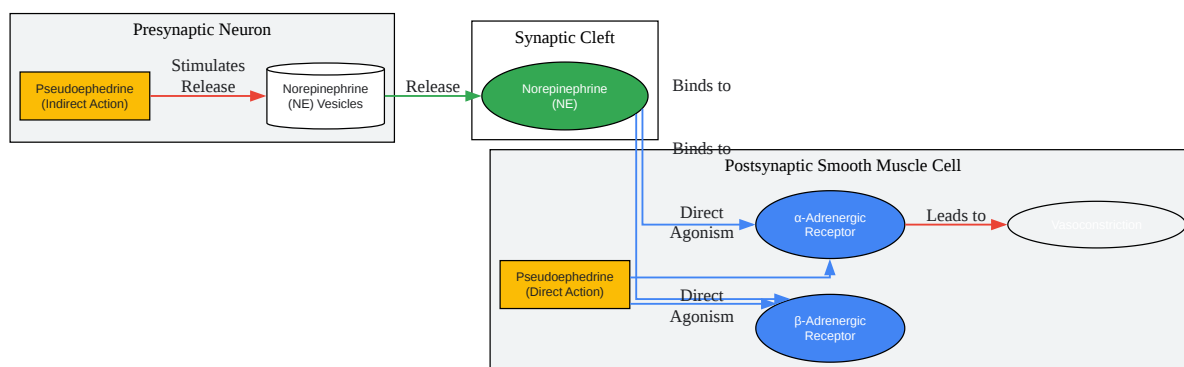 Presynaptic Neuron
Pseudoephedrine
(Indirect Action)
Stimulates
Release
Norepinephrine
(NE) Vesicles
Release
Synaptic Cleft
Norepinephrine
(NE)
Binds to
Binds to
Postsynaptic Smooth Muscle Cell
Direct
Agonism
α-Adrenergic
Receptor
Leads to
Vasoconstriction
Pseudoephedrine
(Direct Action)
Direct
Agonism
β-Adrenergic
Receptor